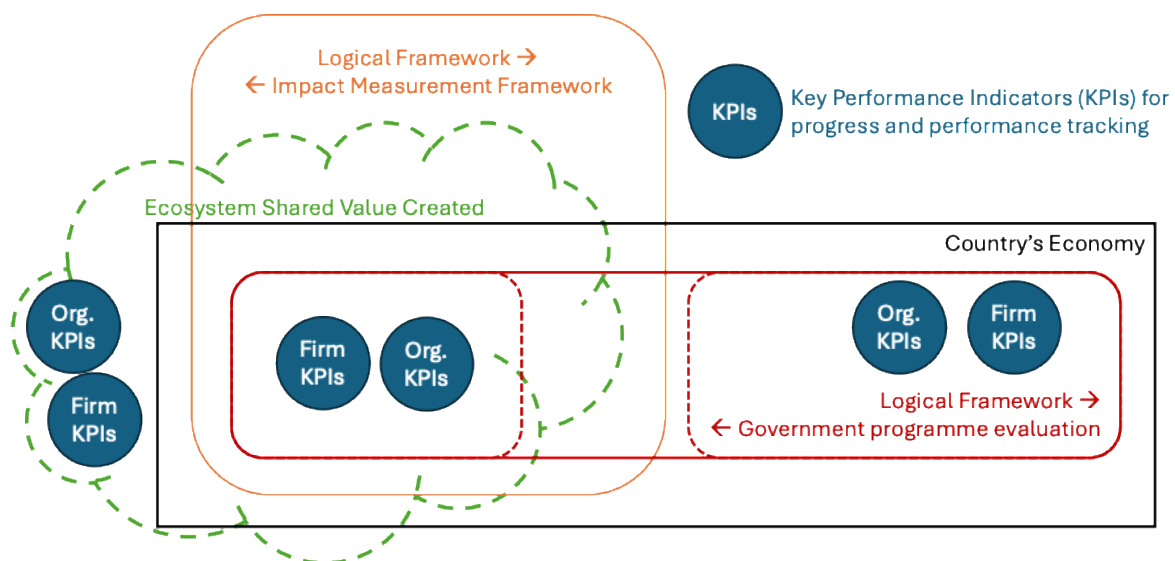 Logical Framework →
← Impact Measurement Framework
KPIs
Key Performance Indicators (KPIs) for
progress and performance tracking
Ecosystem Shared Value Created
Country's Economy
Org.
KPIs
Firm
KPIs
Firm
KPIs
Org.
KPIs
Org.
KPIs
Firm
KPIs
Logical Framework →
← Government programme evaluation